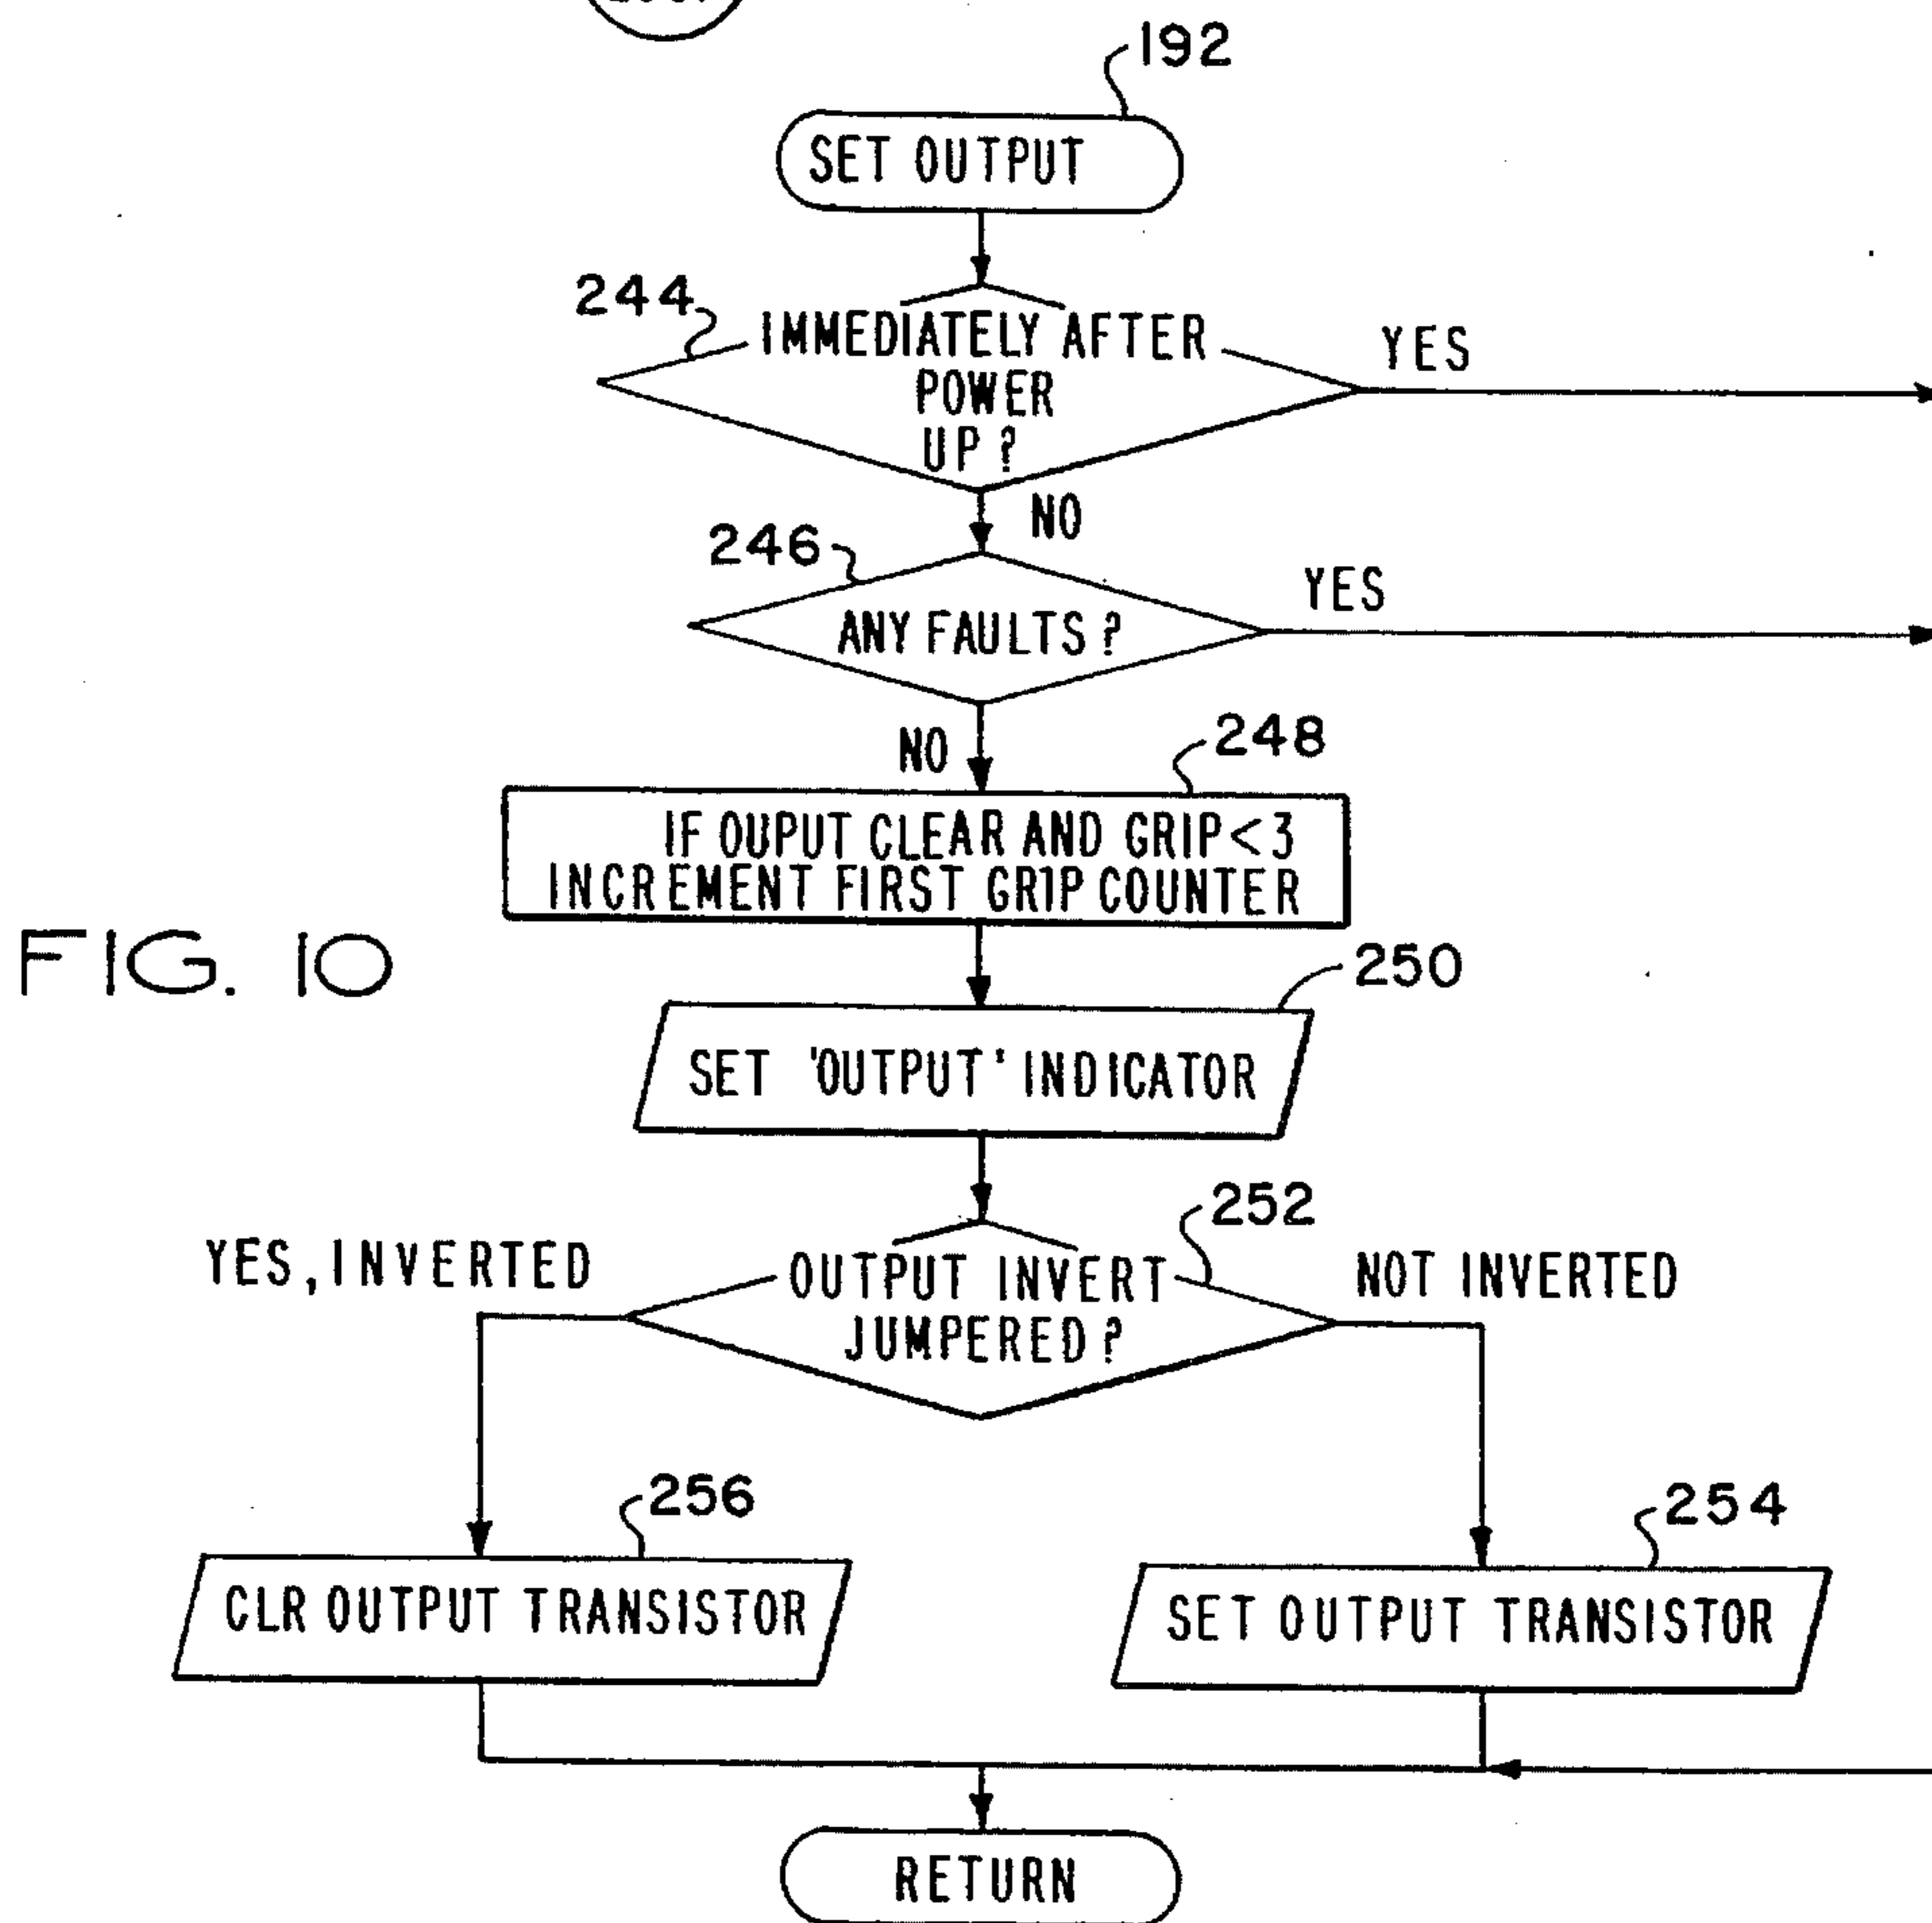 192
SET OUTPUT
244
IMMEDIATELY AFTER
POWER
UP?
YES
NO
246
ANY FAULTS?
YES
NO
248
IF OUPUT CLEAR AND GRIP<3
INCREMENT FIRST GRIP COUNTER
FIG. 10
250
SET 'OUTPUT' INDICATOR
252
YES, INVERTED
OUTPUT INVERT
JUMPERED?
NOT INVERTED
256
254
CLR OUTPUT TRANSISTOR
SET OUTPUT TRANSISTOR
RETURN